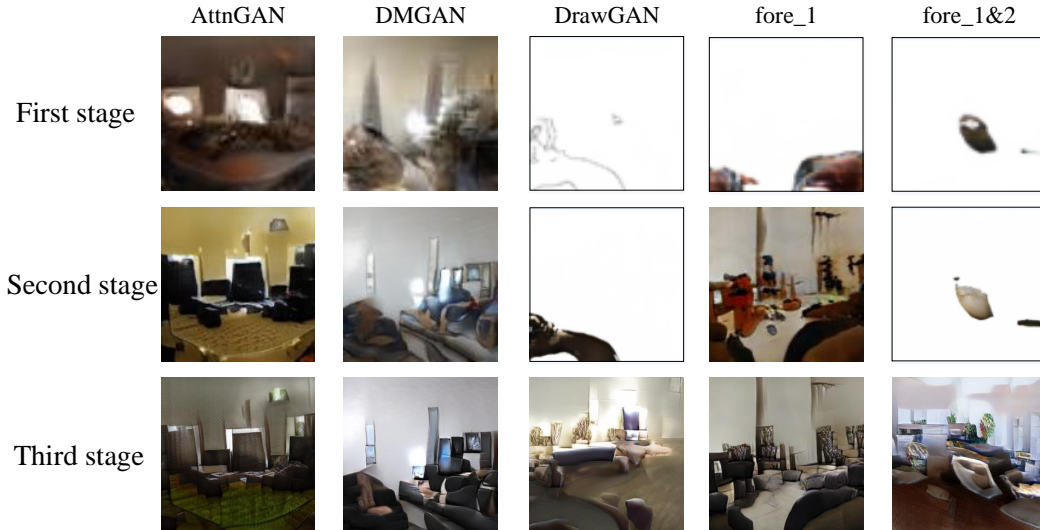 AttnGAN DMGAN DrawGAN fore_1 fore_1&2
First stage
Second stage
Third stage